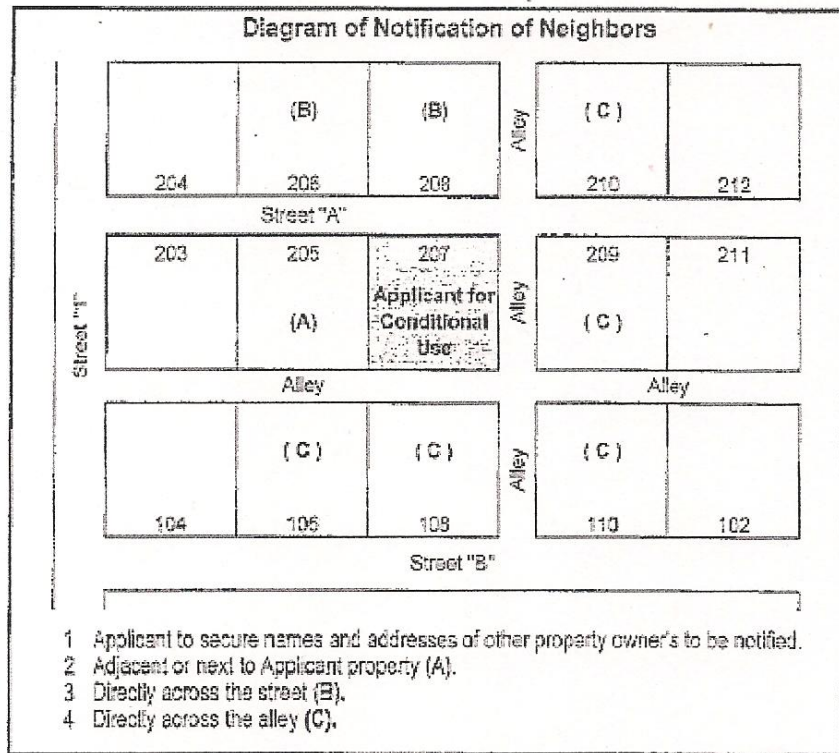 Diagram of Notification of Neighbors
(B) (B) Alley (C)
204 206 208 210 212
Street "A"
Street "1"
203 205 207 209 211
(A) Applicant for Conditional Use Alley (C)
Alley Alley
(C) (C) Alley (C)
104 106 108 110 102
Street "B"
1 Applicant to secure names and addresses of other property owner's to be notified.
2 Adjacent or next to Applicant property (A).
3 Directly across the street (B).
4 Directly across the alley (C).